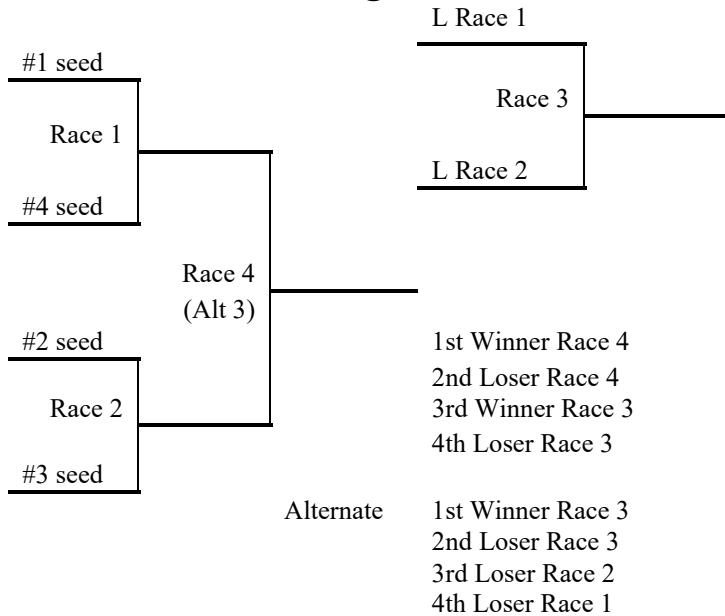 L Race 1
#1 seed
Race 3
Race 1
L Race 2
#4 seed
Race 4
(Alt 3)
#2 seed
1st Winner Race 4
2nd Loser Race 4
Race 2
3rd Winner Race 3
4th Loser Race 3
#3 seed
Alternate 1st Winner Race 3
2nd Loser Race 3
3rd Loser Race 2
4th Loser Race 1